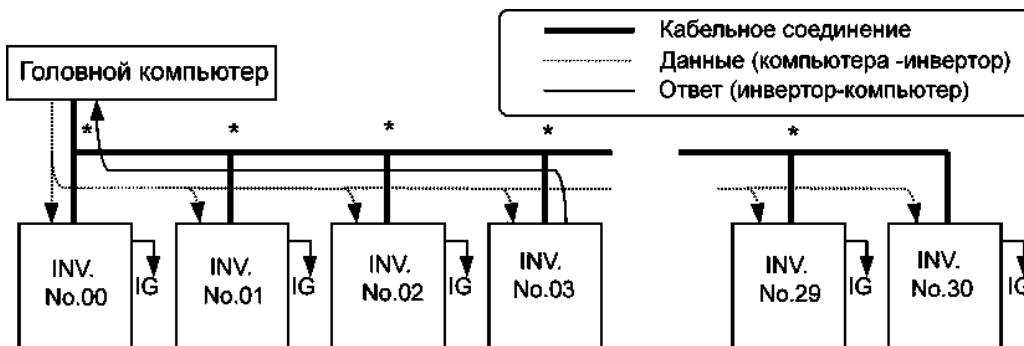 Кабельное соединение
Данные (компьютера -инвертор)
Ответ (инвертор-компьютер)
Головной компьютер
* * * * *
INV. No.00
IG
INV. No.01
IG
INV. No.02
IG
INV. No.03
INV. No.29
IG
INV. No.30
IG